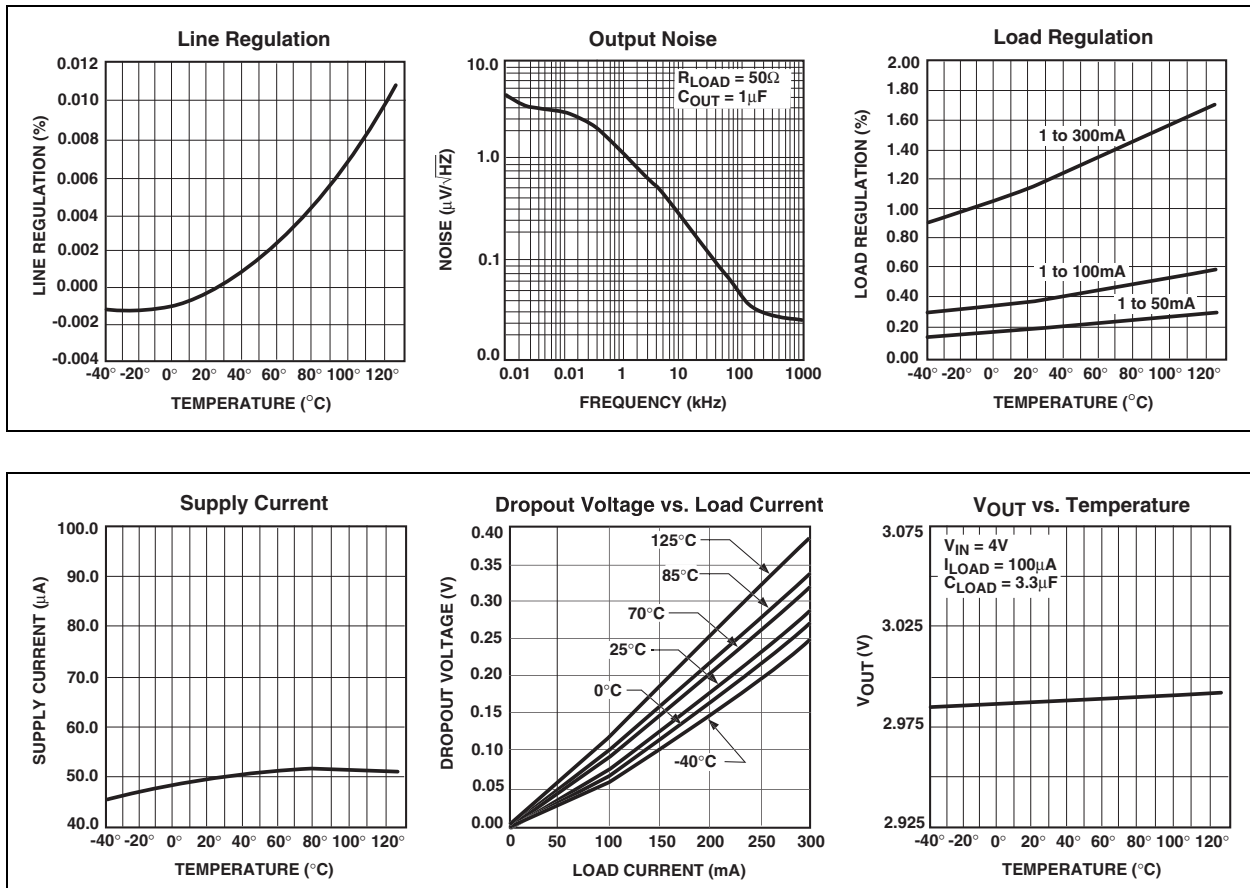 Line Regulation
0.012
0.010
0.008
0.006
0.004
0.002
0.000
-0.002
-0.004
LINE REGULATION (%)
-40° -20° 0° 20° 40° 60° 80° 100° 120°
TEMPERATURE (°C)
Output Noise
RLOAD = 50Ω
COUT = 1μF
10.0
1.0
0.1
0.0
NOISE (μV/√HZ)
0.01 0.01 1 10 100 1000
FREQUENCY (kHz)
Load Regulation
2.00
1.80
1.60
1.40
1.20
1.00
0.80
0.60
0.40
0.20
0.00
LOAD REGULATION (%)
1 to 300mA
1 to 100mA
1 to 50mA
-40° -20° 0° 20° 40° 60° 80° 100° 120°
TEMPERATURE (°C)
Supply Current
100.0
90.0
80.0
70.0
60.0
50.0
40.0
SUPPLY CURRENT (μA)
-40° -20° 0° 20° 40° 60° 80° 100° 120°
TEMPERATURE (°C)
Dropout Voltage vs. Load Current
0.40
0.35
0.30
0.25
0.20
0.15
0.10
0.05
0.00
DROPOUT VOLTAGE (V)
125°C
85°C
70°C
25°C
0°C
-40°C
0 50 100 150 200 250 300
LOAD CURRENT (mA)
VOUT vs. Temperature
VIN = 4V
ILOAD = 100μA
CLOAD = 3.3μF
3.075
3.025
2.975
2.925
VOUT (V)
-40° -20° 0° 20° 40° 60° 80° 100° 120°
TEMPERATURE (°C)